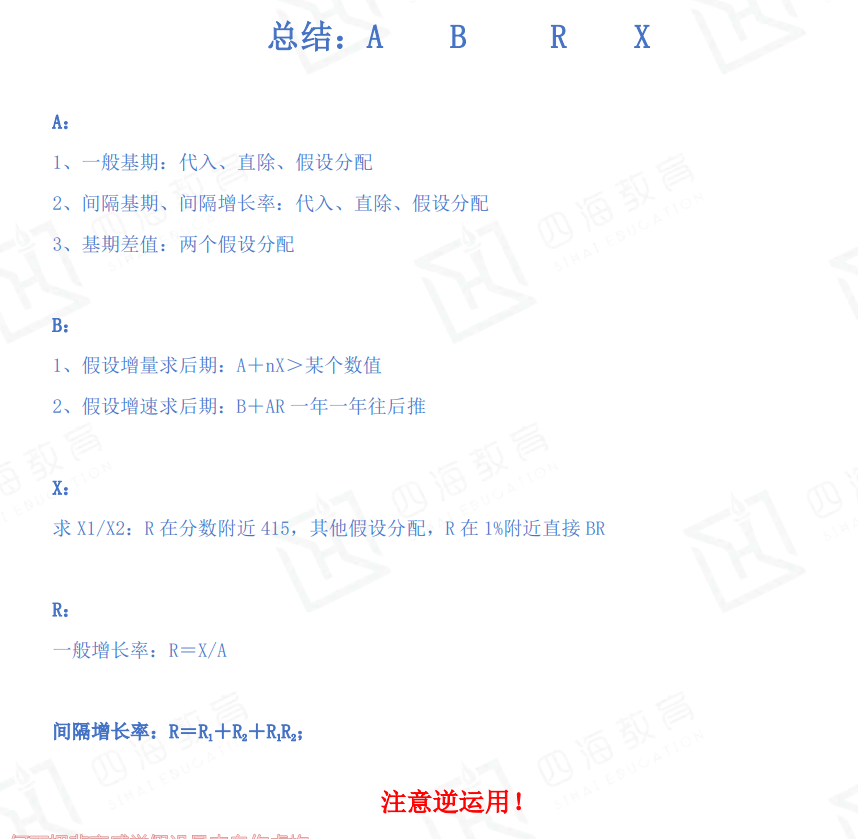 总结：A B R X
A：
1、一般基期：代入、直除、假设分配
2、间隔基期、间隔增长率：代入、直除、假设分配
3、基期差值：两个假设分配
B：
1、假设增量求后期：A＋nX＞某个数值
2、假设增速求后期：B＋AR 一年一年往后推
X：
求 X1/X2：R 在分数附近 415，其他假设分配，R 在 1%附近直接 BR
R：
一般增长率：R＝X/A
间隔增长率：R＝R₁＋R₂＋R₁R₂；
注意逆运用！
四海教育
SIHAI EDUCATION